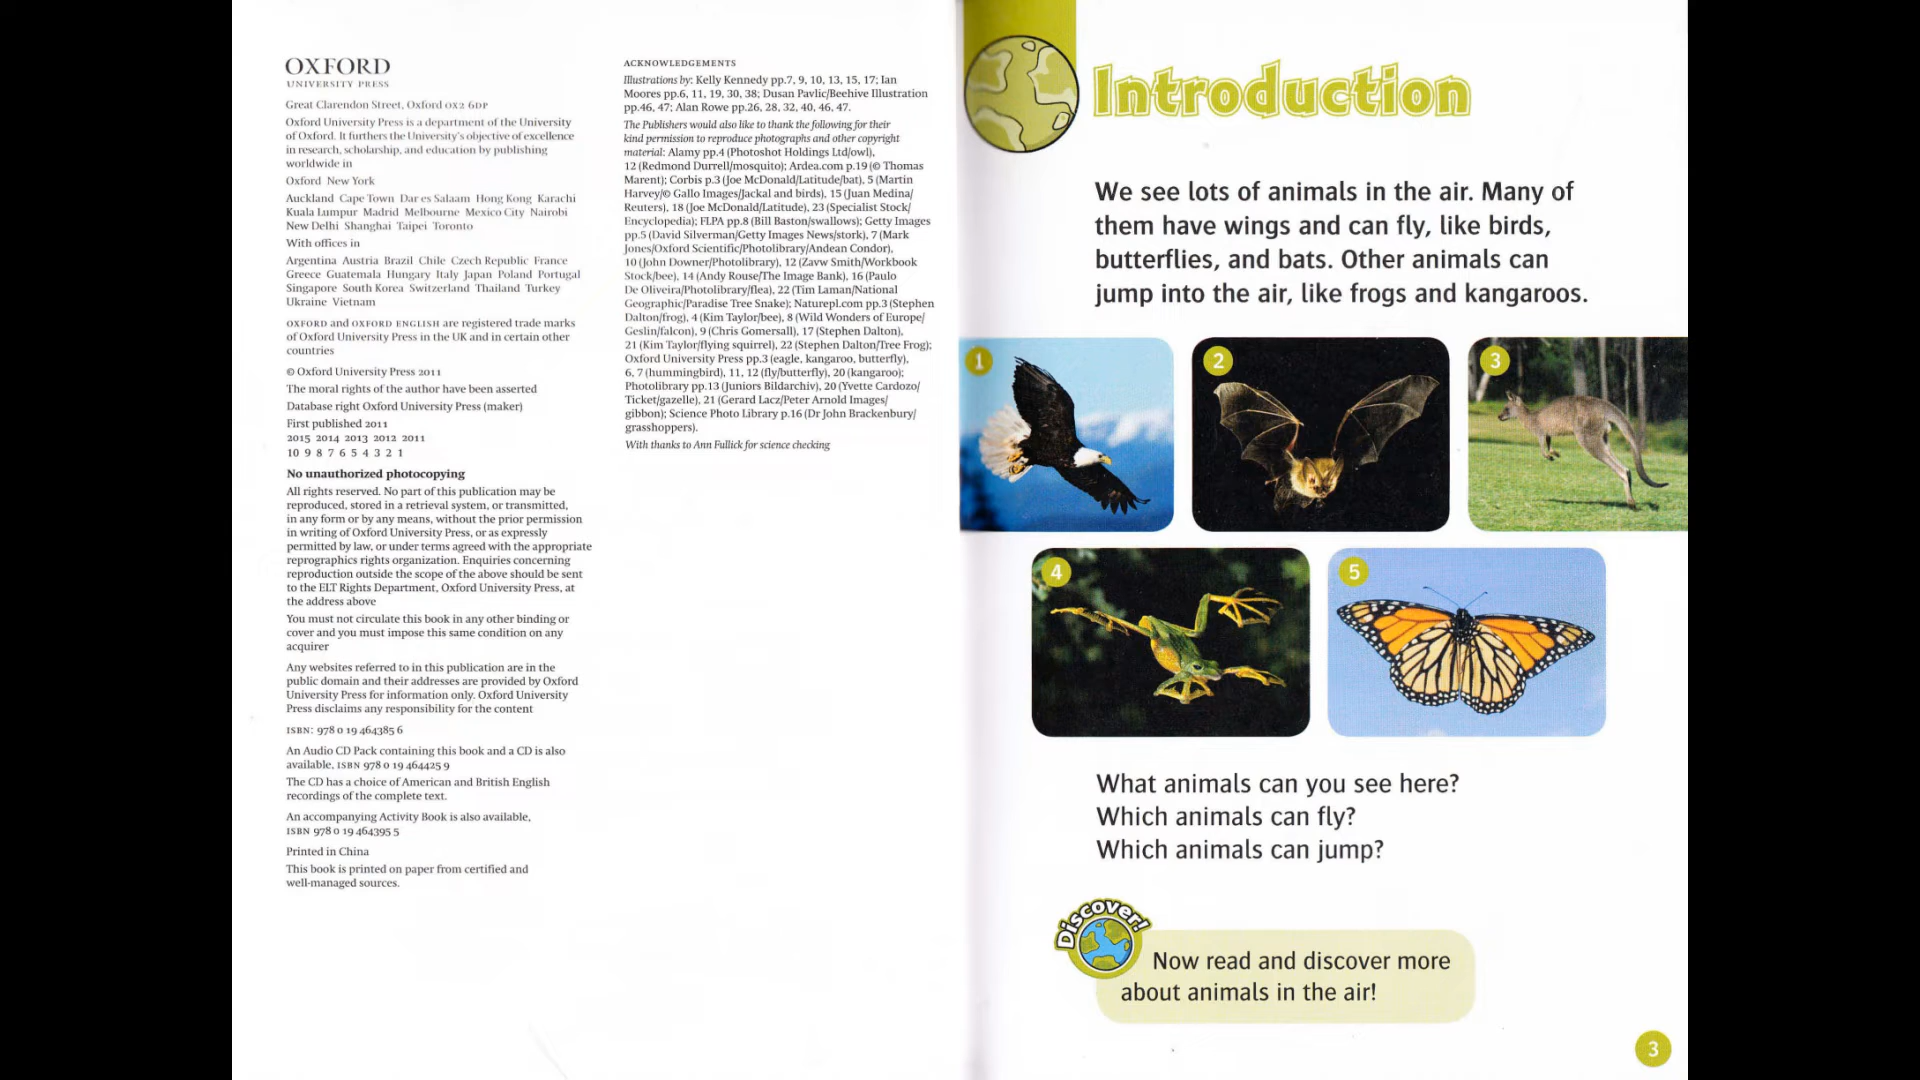 OXFORD
UNIVERSITY PRESS
Great Clarendon Street, Oxford OX2 6DP
Oxford University Press is a department of the University
of Oxford. It furthers the University's objective of excellence
in research, scholarship, and education by publishing
worldwide in
Oxford New York
Auckland Cape Town Dar es Salaam Hong Kong Karachi
Kuala Lumpur Madrid Melbourne Mexico City Nairobi
New Delhi Shanghai Taipei Toronto
With offices in
Argentina Austria Brazil Chile Czech Republic France
Greece Guatemala Hungary Italy Japan Poland Portugal
Singapore South Korea Switzerland Thailand Turkey
Ukraine Vietnam
OXFORD and OXFORD ENGLISH are registered trade marks
of Oxford University Press in the UK and in certain other
countries
© Oxford University Press 2011
The moral rights of the author have been asserted
Database right Oxford University Press (maker)
First published 2011
2015 2014 2013 2012 2011
10 9 8 7 6 5 4 3 2 1
No unauthorized photocopying
All rights reserved. No part of this publication may be
reproduced, stored in a retrieval system, or transmitted,
in any form or by any means, without the prior permission
in writing of Oxford University Press, or as expressly
permitted by law, or under terms agreed with the appropriate
reprographics rights organization. Enquiries concerning
reproduction outside the scope of the above should be sent
to the ELT Rights Department, Oxford University Press, at
the address above
You must not circulate this book in any other binding or
cover and you must impose this same condition on any
acquirer
Any websites referred to in this publication are in the
public domain and their addresses are provided by Oxford
University Press for information only. Oxford University
Press disclaims any responsibility for the content
ISBN: 978 0 19 464385 6
An Audio CD Pack containing this book and a CD is also
available, ISBN 978 0 19 464425 9
The CD has a choice of American and British English
recordings of the complete text.
An accompanying Activity Book is also available,
ISBN 978 0 19 464395 5
Printed in China
This book is printed on paper from certified and
well-managed sources.
ACKNOWLEDGEMENTS
Illustrations by: Kelly Kennedy pp.7, 9, 10, 13, 15, 17; Ian
Moores pp.6, 11, 19, 30, 38; Dusan Pavlic/Beehive Illustration
pp.46, 47; Alan Rowe pp.26, 28, 32, 40, 46, 47.
The Publishers would also like to thank the following for their
kind permission to reproduce photographs and other copyright
material: Alamy pp.4 (Photoshot Holdings Ltd/owl),
12 (Redmond Durrell/mosquito); Ardea.com p.19 (© Thomas
Marent); Corbis p.3 (Joe McDonald/Latitude/bat), 5 (Martin
Harvey/© Gallo Images/Jackal and birds), 15 (Juan Medina/
Reuters), 18 (Joe McDonald/Latitude), 23 (Specialist Stock/
Encyclopedia); FLPA pp.8 (Bill Baston/swallows); Getty Images
pp.5 (David Silverman/Getty Images News/stork), 7 (Mark
Jones/Oxford Scientific/Photolibrary/Andean Condor),
10 (John Downer/Photolibrary), 12 (Zavw Smith/Workbook
Stock/bee), 14 (Andy Rouse/The Image Bank), 16 (Paulo
De Oliveira/Photolibrary/flea), 22 (Tim Laman/National
Geographic/Paradise Tree Snake); Naturepl.com pp.3 (Stephen
Dalton/frog), 4 (Kim Taylor/bee), 8 (Wild Wonders of Europe/
Geslin/falcon), 9 (Chris Gomersall), 17 (Stephen Dalton),
21 (Kim Taylor/flying squirrel), 22 (Stephen Dalton/Tree Frog);
Oxford University Press pp.3 (eagle, kangaroo, butterfly),
6, 7 (hummingbird), 11, 12 (fly/butterfly), 20 (kangaroo);
Photolibrary pp.13 (Juniors Bildarchiv), 20 (Yvette Cardozo/
Ticket/gazelle), 21 (Gerard Lacz/Peter Arnold Images/
gibbon); Science Photo Library p.16 (Dr John Brackenbury/
grasshoppers).
With thanks to Ann Fullick for science checking
Introduction
We see lots of animals in the air. Many of
them have wings and can fly, like birds,
butterflies, and bats. Other animals can
jump into the air, like frogs and kangaroos.
1
2
3
4
5
What animals can you see here?
Which animals can fly?
Which animals can jump?
Discover!
Now read and discover more
about animals in the air!
3